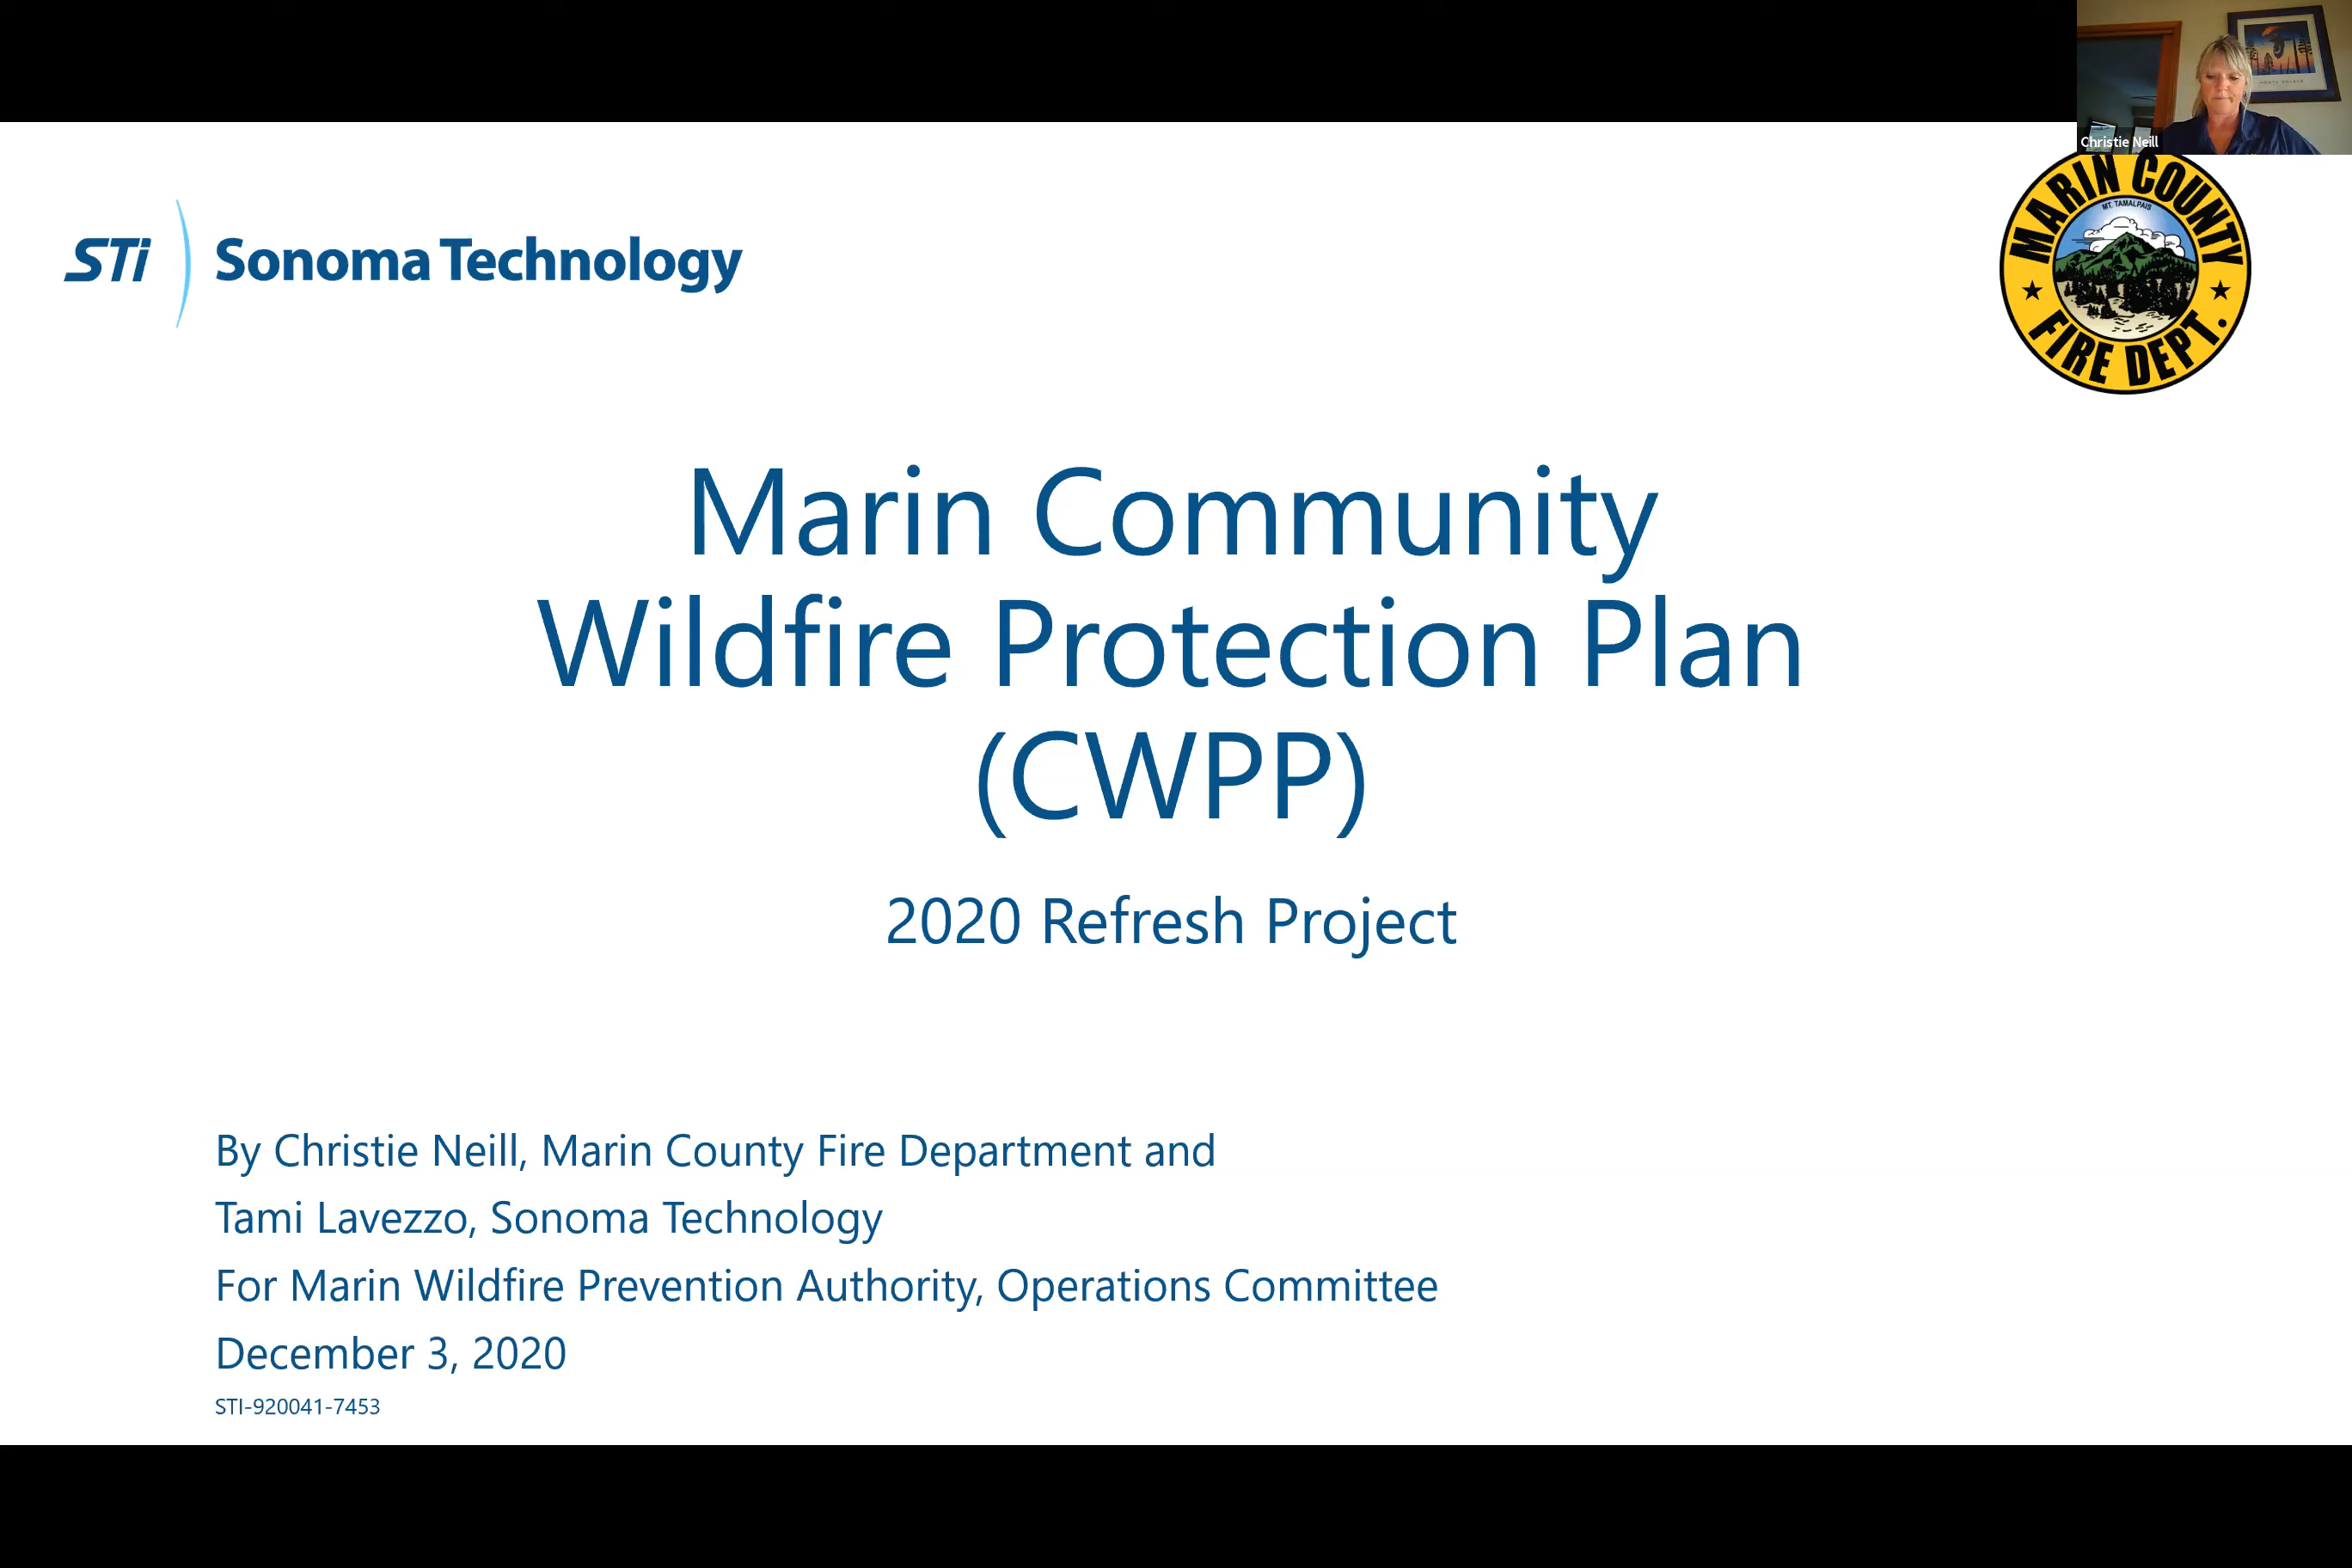 Christie Neill
STi Sonoma Technology
MARIN COUNTY
MT. TAMALPAIS
FIRE DEPT.
Marin Community
Wildfire Protection Plan
(CWPP)
2020 Refresh Project
By Christie Neill, Marin County Fire Department and
Tami Lavezzo, Sonoma Technology
For Marin Wildfire Prevention Authority, Operations Committee
December 3, 2020
STI-920041-7453